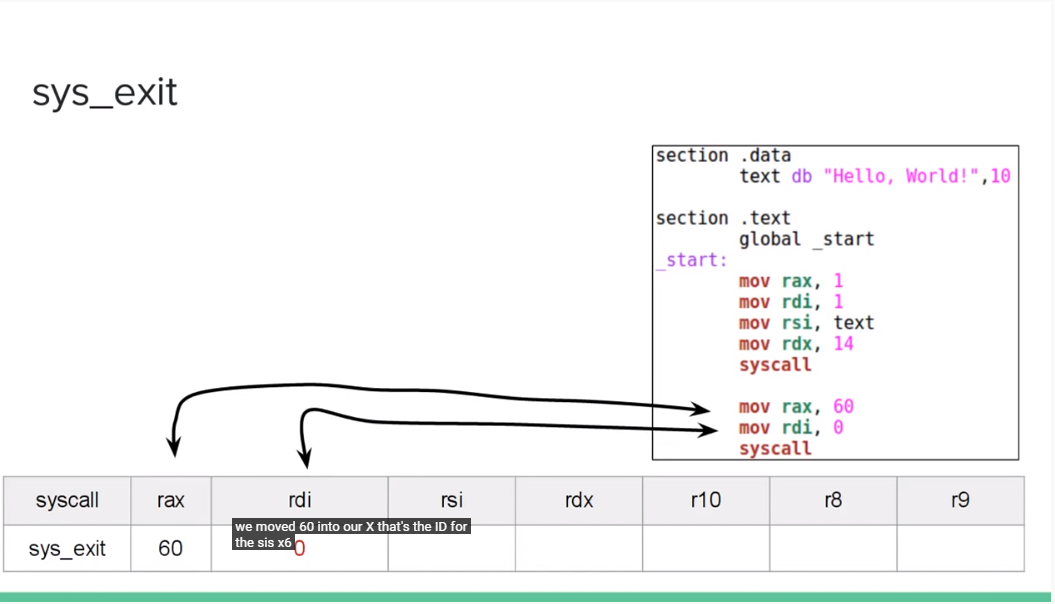 sys_exit
section .data
text db "Hello, World!",10
section .text
global _start
_start:
mov rax, 1
mov rdi, 1
mov rsi, text
mov rdx, 14
syscall
mov rax, 60
mov rdi, 0
syscall
syscall rax rdi rsi rdx r10 r8 r9
we moved 60 into our X that's the ID for
the sis x6
sys_exit 60 0